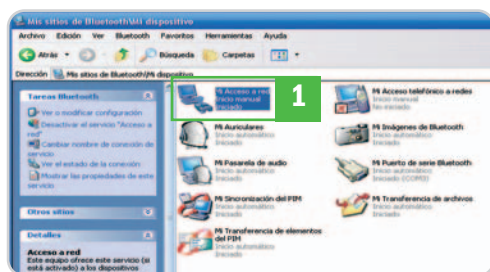 Mis sitios de Bluetooth\Mi dispositivo
Archivo Edición Ver Bluetooth Favoritos Herramientas Ayuda
Atrás Búsqueda Carpetas
Dirección Mis sitios de Bluetooth\Mi dispositivo
Tareas Bluetooth
Ver o modificar configuración
Desactivar el servicio "Acceso a
red"
Cambiar nombre de conexión de
servicio
Ver el estado de la conexión
Mostrar las propiedades de este
servicio
Otros sitios
Detalles
Acceso a red
Este equipo ofrece este servicio (si
está activado) a los dispositivos
Mi Acceso a red
Inicio manual
Iniciado
1
Mi Acceso telefónico a redes
Inicio manual
No iniciado
Mi Auriculares
Inicio automático
Iniciado
Mi Imágenes de Bluetooth
Inicio automático
Iniciado
Mi Pasarela de audio
Inicio automático
Iniciado
Mi Puerto de serie Bluetooth
Inicio automático
Iniciado (COM3)
Mi Sincronización del PIM
Inicio automático
Iniciado
Mi Transferencia de archivos
Inicio automático
Iniciado
Mi Transferencia de elementos
del PIM
Inicio automático
Iniciado